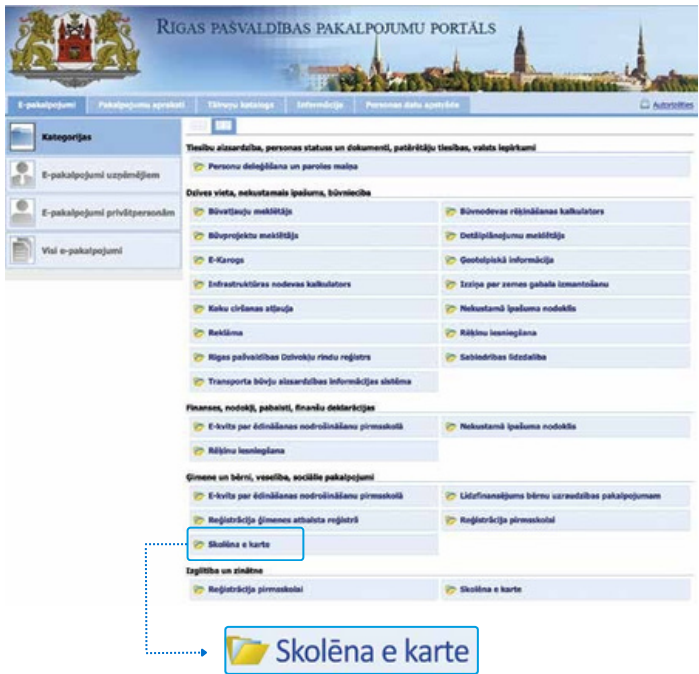 RĪGAS PAŠVALDĪBAS PAKALPOJUMU PORTĀLS
E-pakalpojumi Pakalpojumu apraksti Tālruņu katalogs Informācija Personas datu apstrāde Autorizēties
Kategorijas
E-pakalpojumi uzņēmējiem
E-pakalpojumi privātpersonām
Visi e-pakalpojumi
Tiesību aizsardzība, personas statuss un dokumenti, patērētāju tiesības, valsts iepirkumi
Personu deleģēšana un paroles maiņa
Dzīves vieta, nekustamais īpašums, būvniecība
Būvatļauju meklētājs Būvnodevas rēķināšanas kalkulators
Būvprojektu meklētājs Detālplānojumu meklētājs
E-Karogs Ģeotelpiskā informācija
Infrastruktūras nodevas kalkulators Izziņa par zemes gabala izmantošanu
Koku ciršanas atļauja Nekustamā īpašuma nodoklis
Reklāma Rēķinu iesniegšana
Rīgas pašvaldības Dzīvokļu rindu reģistrs Sabiedrības līdzdalība
Transporta būvju aizsardzības informācijas sistēma
Finanses, nodokļi, pabalsti, finanšu deklarācijas
E-kvīts par ēdināšanas nodrošināšanu pirmsskolā Nekustamā īpašuma nodoklis
Rēķinu iesniegšana
Ģimene un bērni, veselība, sociālie pakalpojumi
E-kvīts par ēdināšanas nodrošināšanu pirmsskolā Līdzfinansējums bērnu uzraudzības pakalpojumam
Reģistrācija ģimenes atbalsta reģistrā Reģistrācija pirmsskolai
Skolēna e karte
Izglītība un zinātne
Reģistrācija pirmsskolai Skolēna e karte
Skolēna e karte